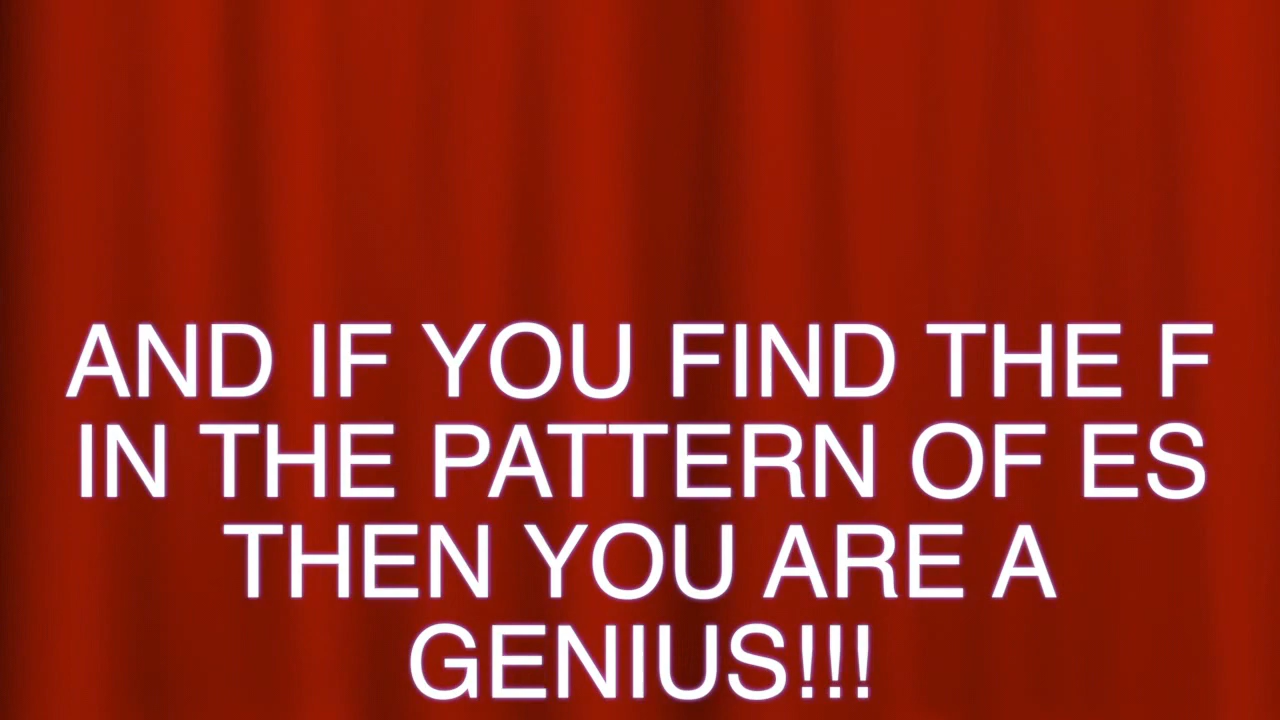 AND IF YOU FIND THE F
IN THE PATTERN OF ES
THEN YOU ARE A
GENIUS!!!